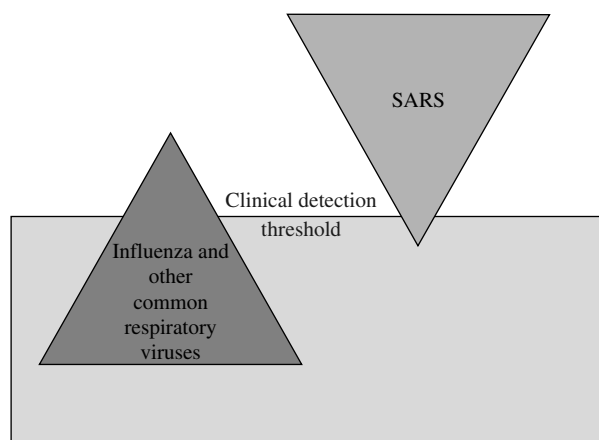 SARS
Clinical detection
threshold
Influenza and
other
common
respiratory
viruses